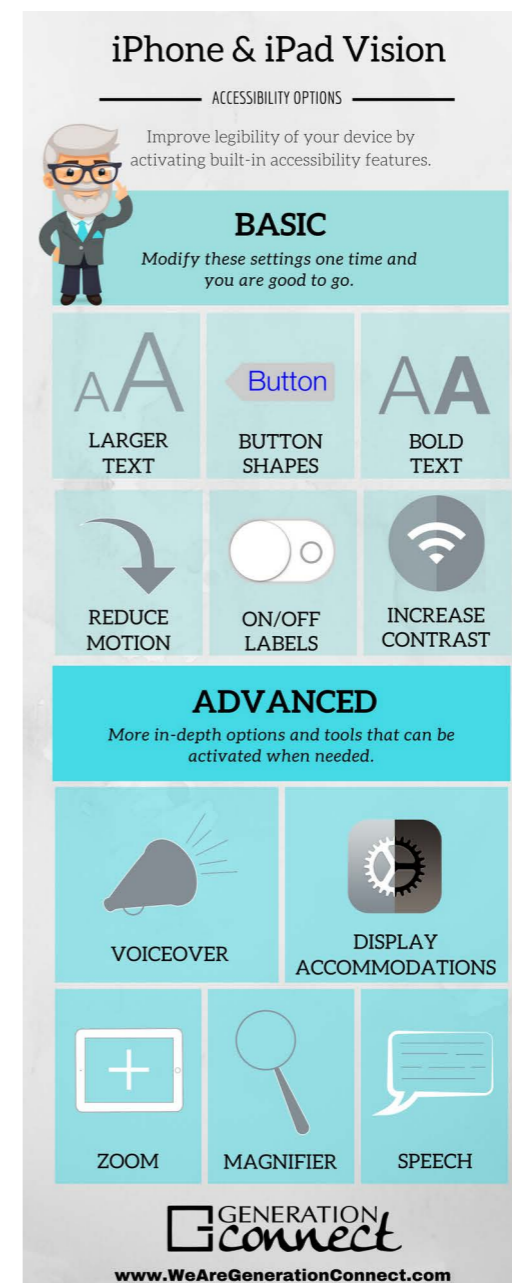 iPhone & iPad Vision
ACCESSIBILITY OPTIONS
Improve legibility of your device by
activating built-in accessibility features.
BASIC
Modify these settings one time and
you are good to go.
AA
Button
AA
LARGER
TEXT
BUTTON
SHAPES
BOLD
TEXT
REDUCE
MOTION
ON/OFF
LABELS
INCREASE
CONTRAST
ADVANCED
More in-depth options and tools that can be
activated when needed.
VOICEOVER
DISPLAY
ACCOMMODATIONS
ZOOM
MAGNIFIER
SPEECH
GENERATION
connect
www.WeAreGenerationConnect.com